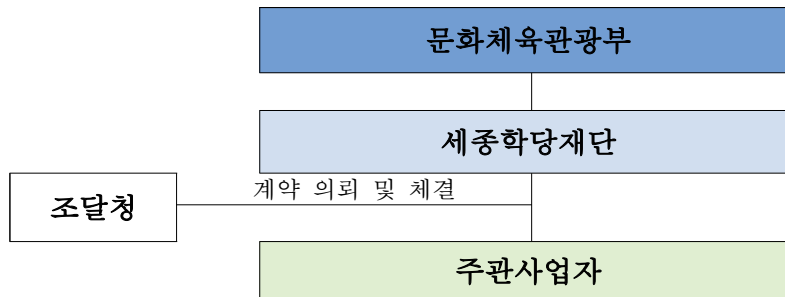 문화체육관광부
세종학당재단
계약 의뢰 및 체결
조달청
주관사업자